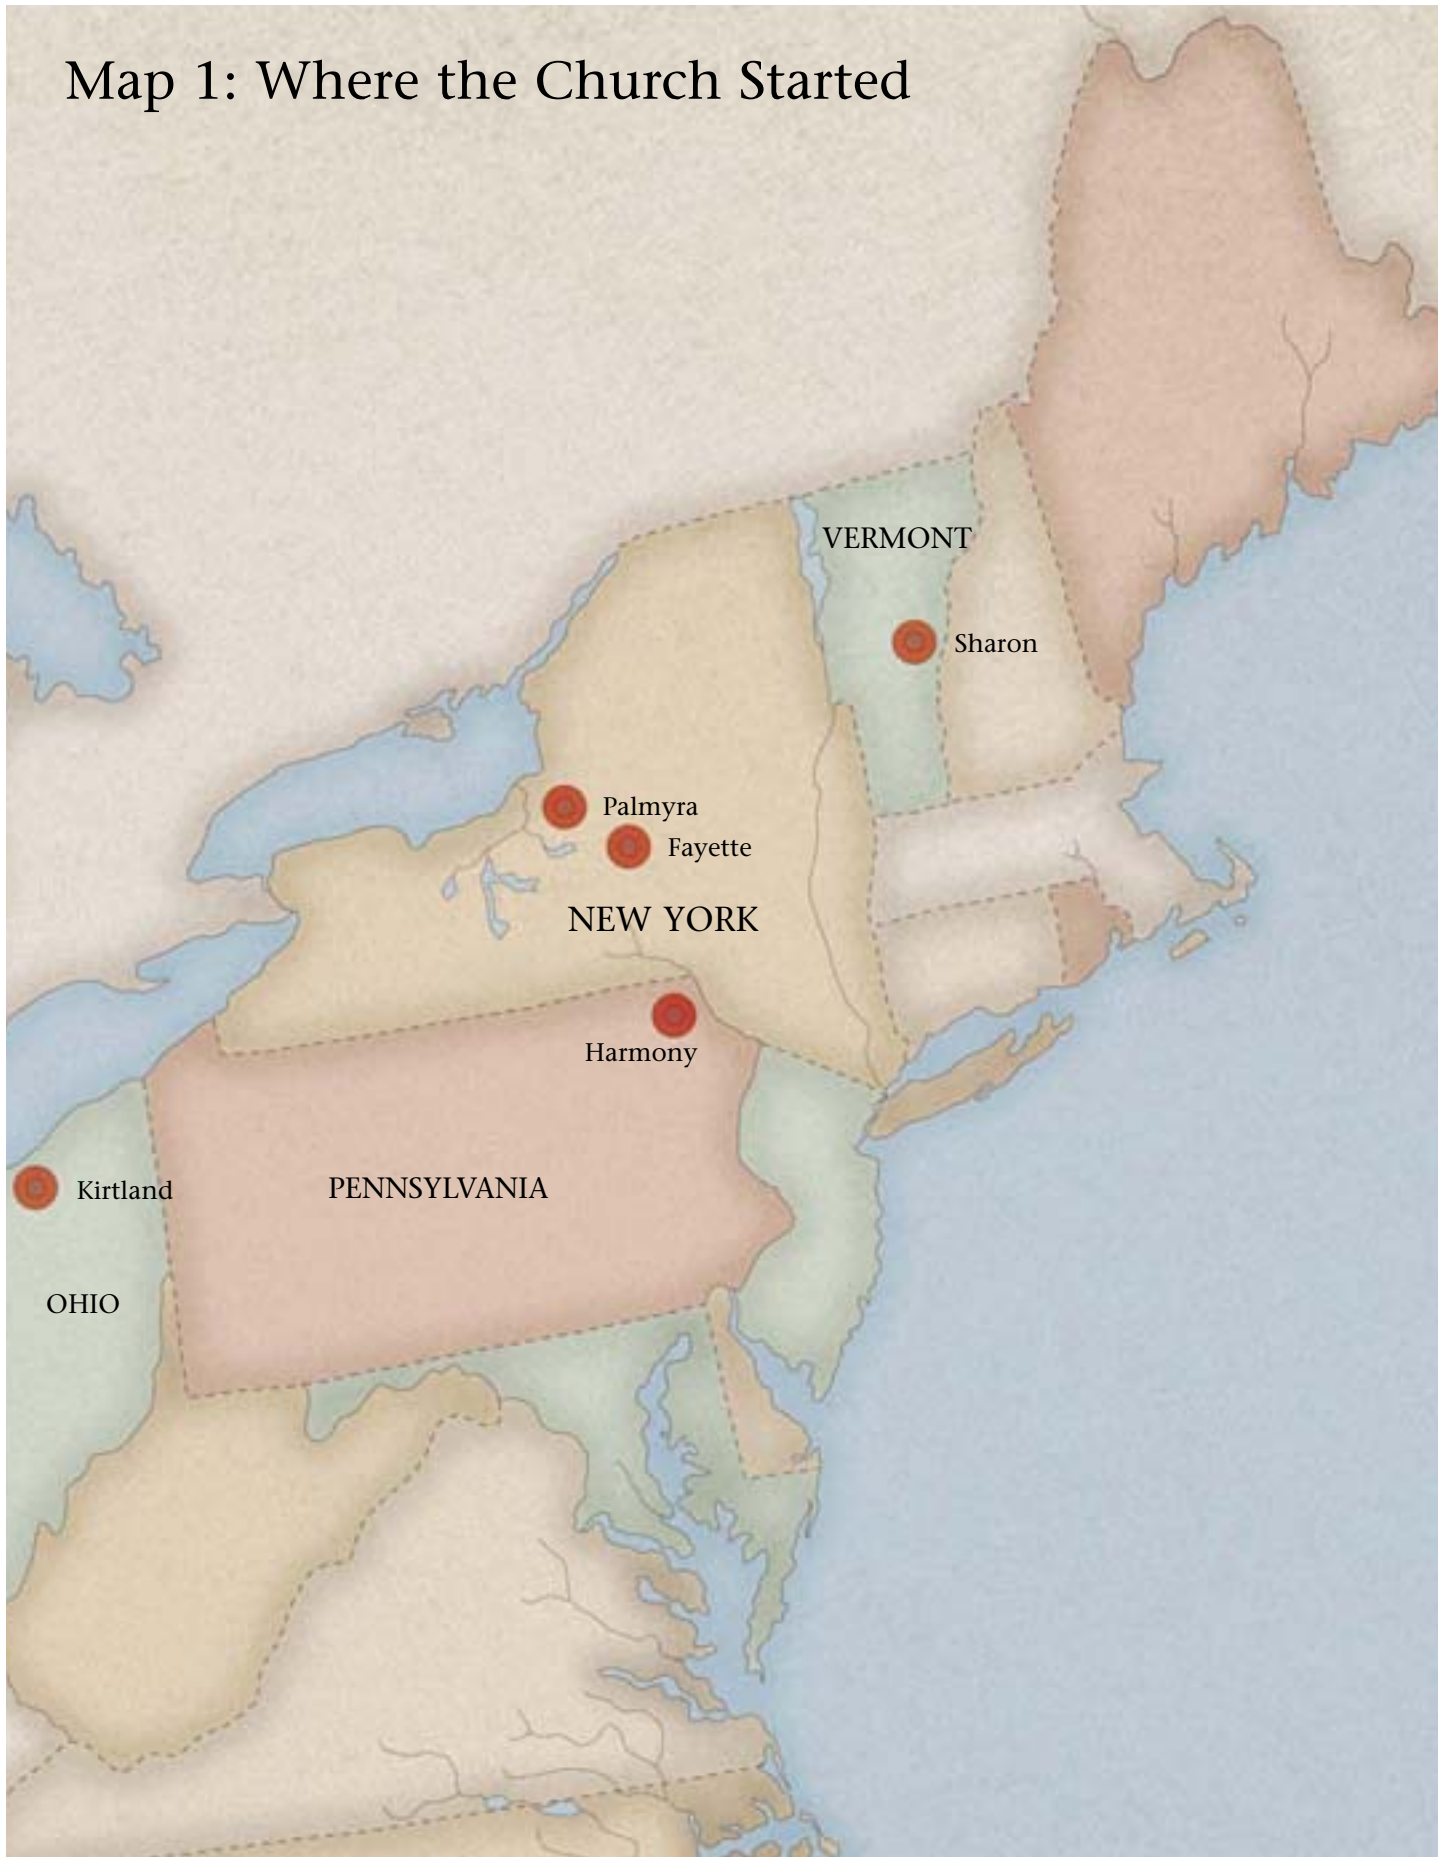 Map 1: Where the Church Started
VERMONT
Sharon
Palmyra
Fayette
NEW YORK
Harmony
Kirtland
PENNSYLVANIA
OHIO